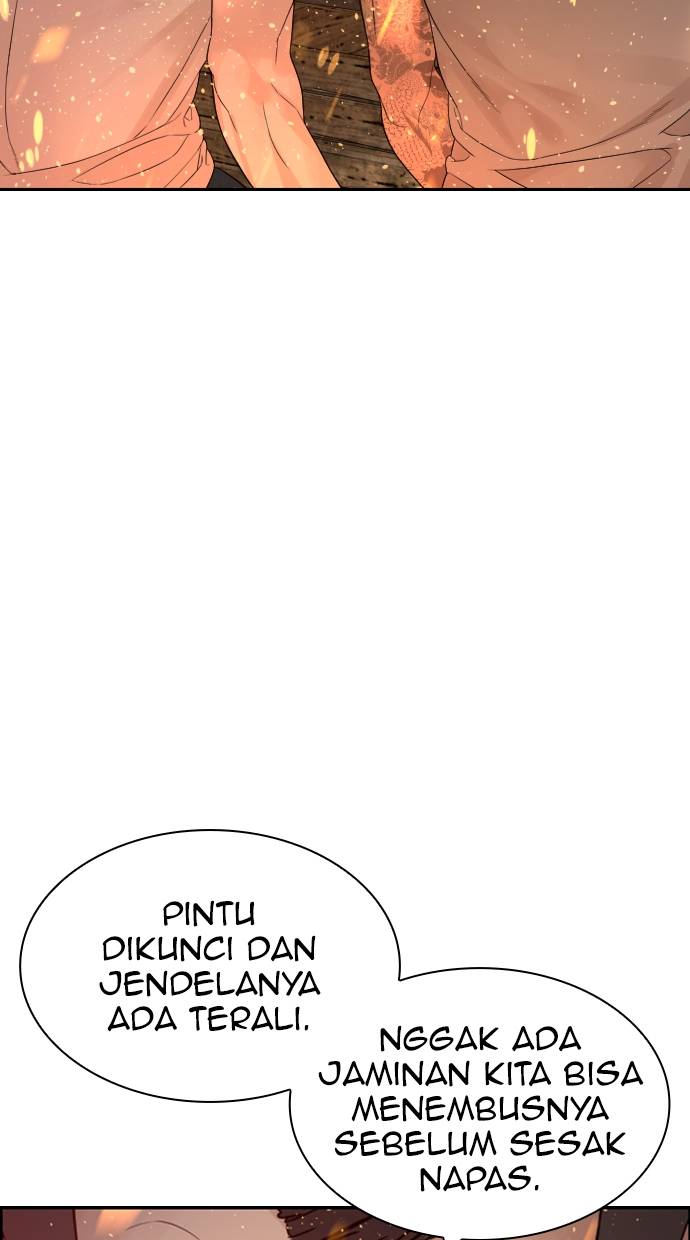 PINTU
DIKUNCI DAN
JENDELANYA
ADA TERALI.
NGGAK ADA
JAMINAN KITA BISA
MENEMBUSNYA
SEBELUM SESAK
NAPAS.